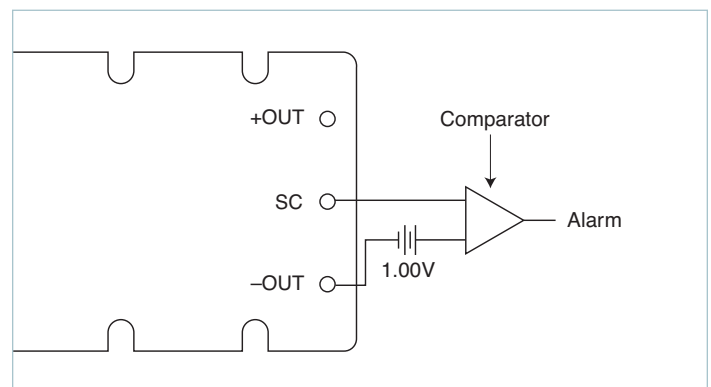 +OUT
Comparator
SC
Alarm
1.00V
–OUT